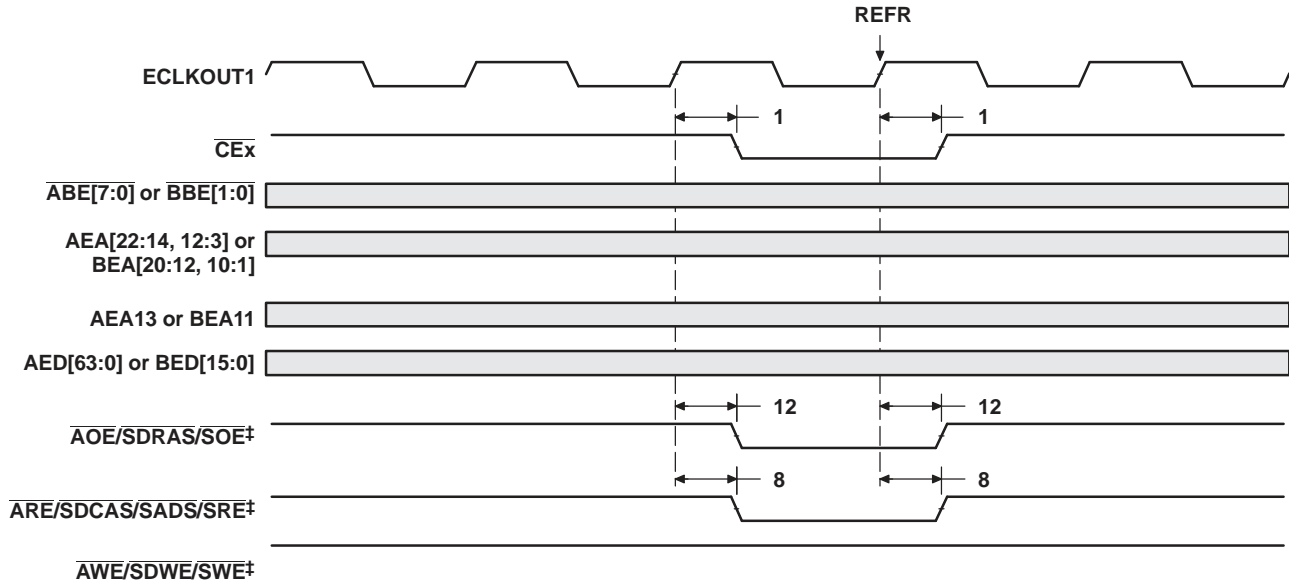 REFR
ECLKOUT1
1 1
CEx
ABE[7:0] or BBE[1:0]
AEA[22:14, 12:3] or
BEA[20:12, 10:1]
AEA13 or BEA11
AED[63:0] or BED[15:0]
12 12
AOE/SDRAS/SOE‡
8 8
ARE/SDCAS/SADS/SRE‡
AWE/SDWE/SWE‡